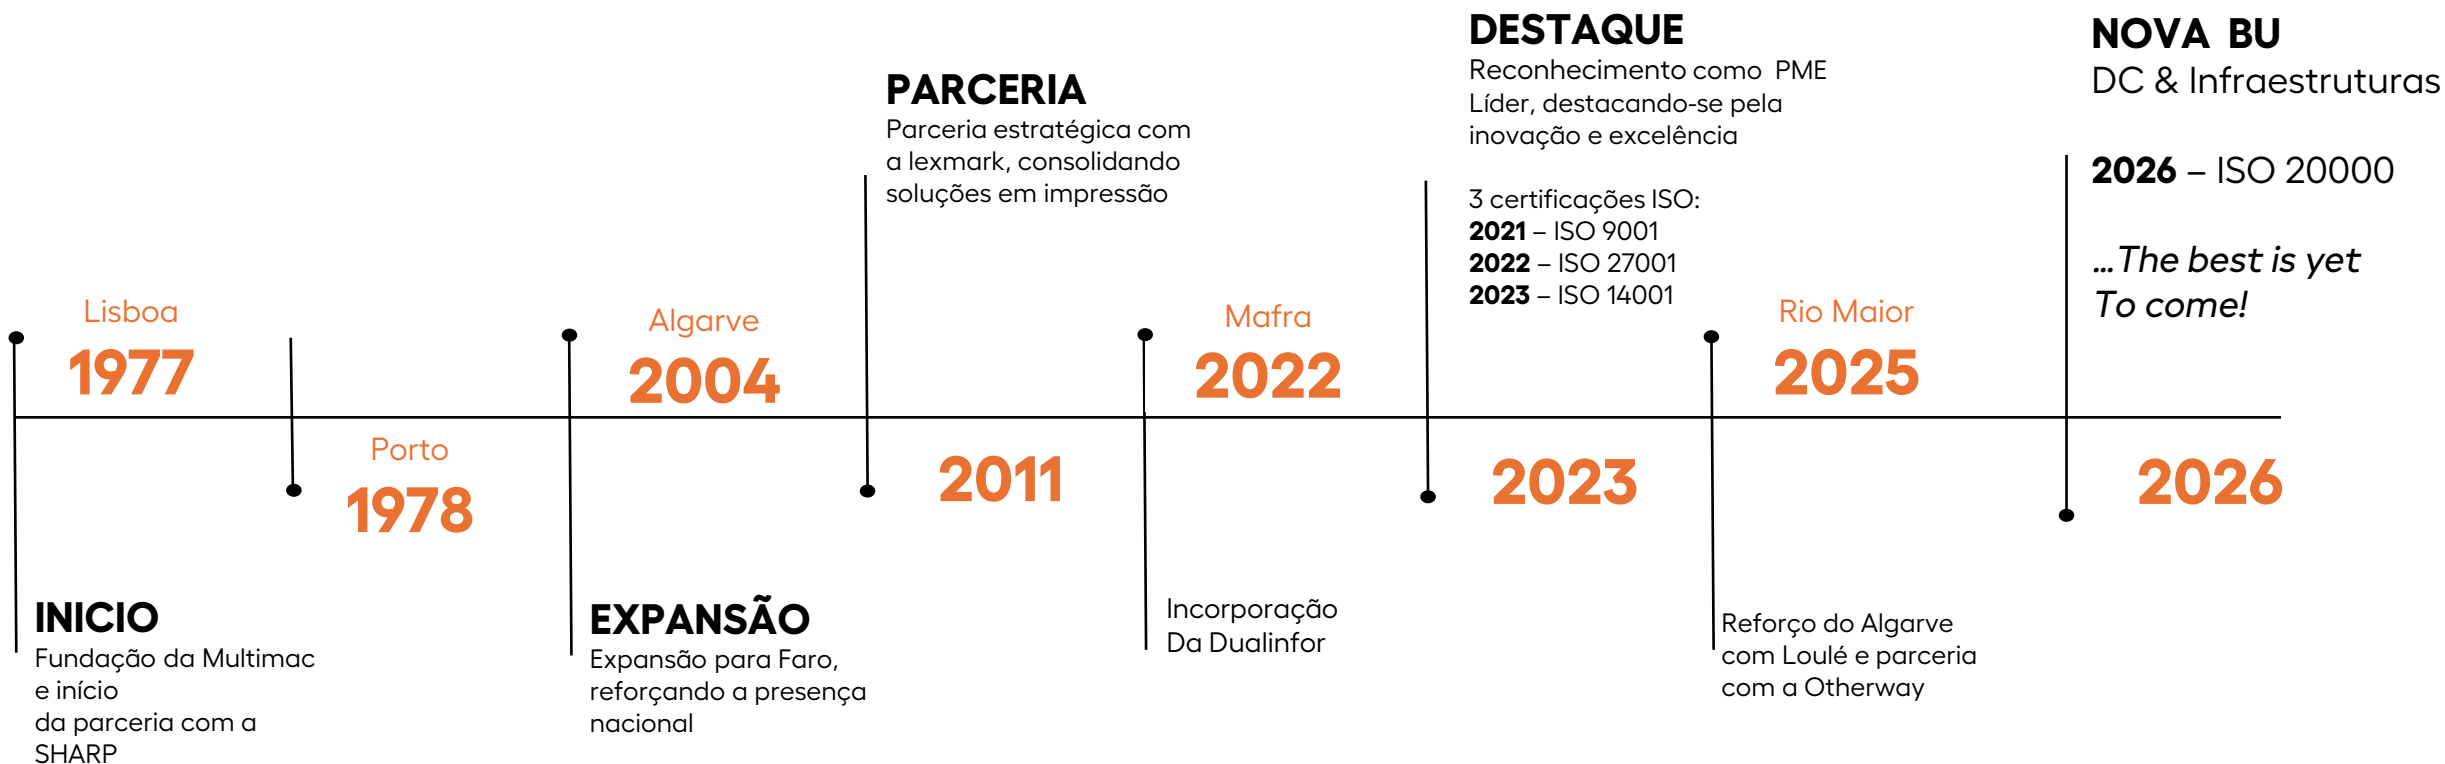 Lisboa
1977
INICIO
Fundação da Multimac
e início
da parceria com a
SHARP
Porto
1978
Algarve
2004
EXPANSÃO
Expansão para Faro,
reforçando a presença
nacional
PARCERIA
Parceria estratégica com
a lexmark, consolidando
soluções em impressão
2011
Mafra
2022
Incorporação
Da Dualinfor
DESTAQUE
Reconhecimento como PME
Líder, destacando-se pela
inovação e excelência
3 certificações ISO:
2021 – ISO 9001
2022 – ISO 27001
2023 – ISO 14001
2023
Rio Maior
2025
Reforço do Algarve
com Loulé e parceria
com a Otherway
NOVA BU
DC & Infraestruturas
2026 – ISO 20000
...The best is yet
To come!
2026